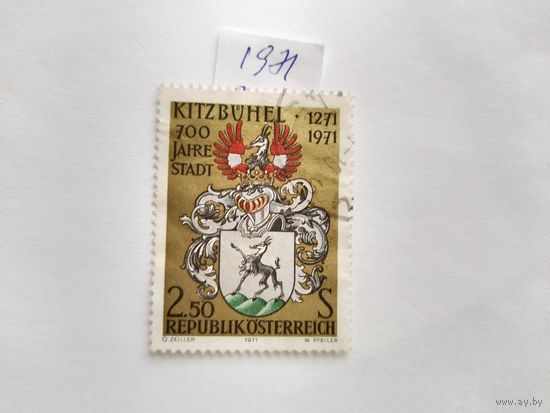 1971
KITZBÜHEL · 1271
700 1971
JAHRE
STADT
2.50 S
REPUBLIK ÖSTERREICH
O ZEILLER 1971 W PFEILER
www.ay.by